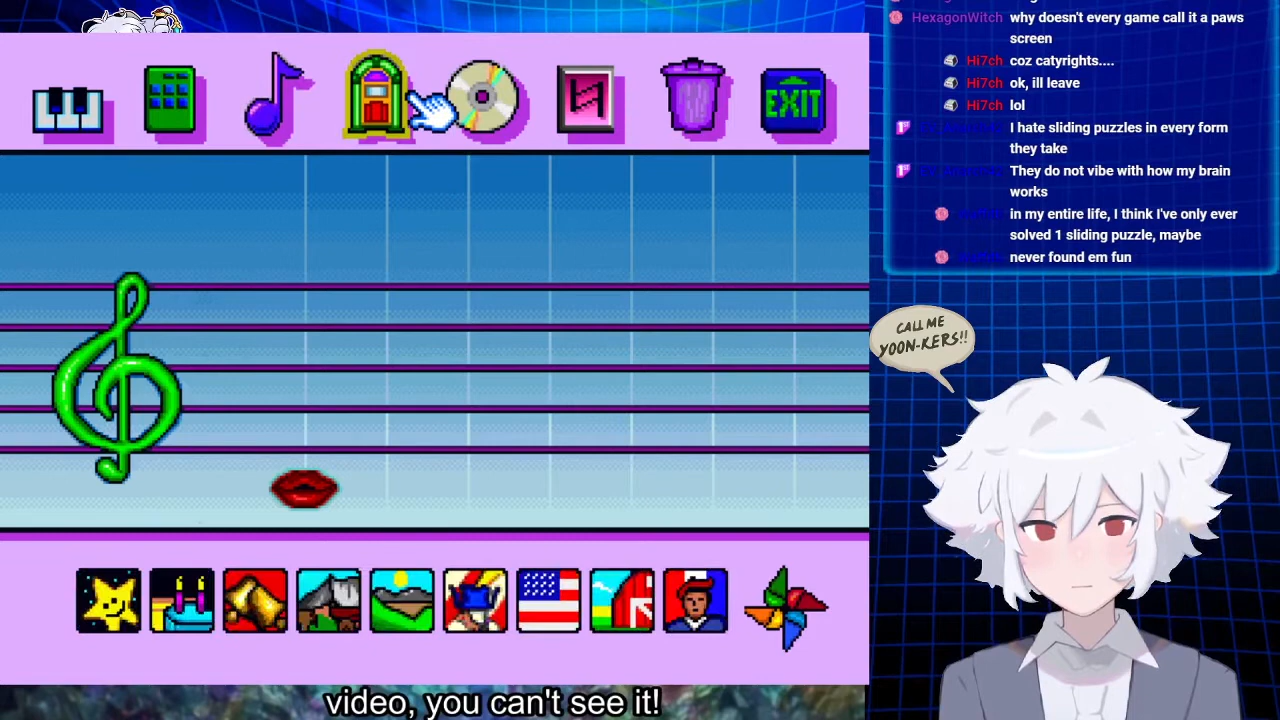 EXIT
HexagonWitch why doesn't every game call it a paws
screen
Hi7ch coz catyrights....
Hi7ch ok, ill leave
Hi7ch lol
I hate sliding puzzles in every form
they take
They do not vibe with how my brain
works
in my entire life, I think I've only ever
solved 1 sliding puzzle, maybe
never found em fun
CALL ME
YOON-KERS!!
video, you can't see it!